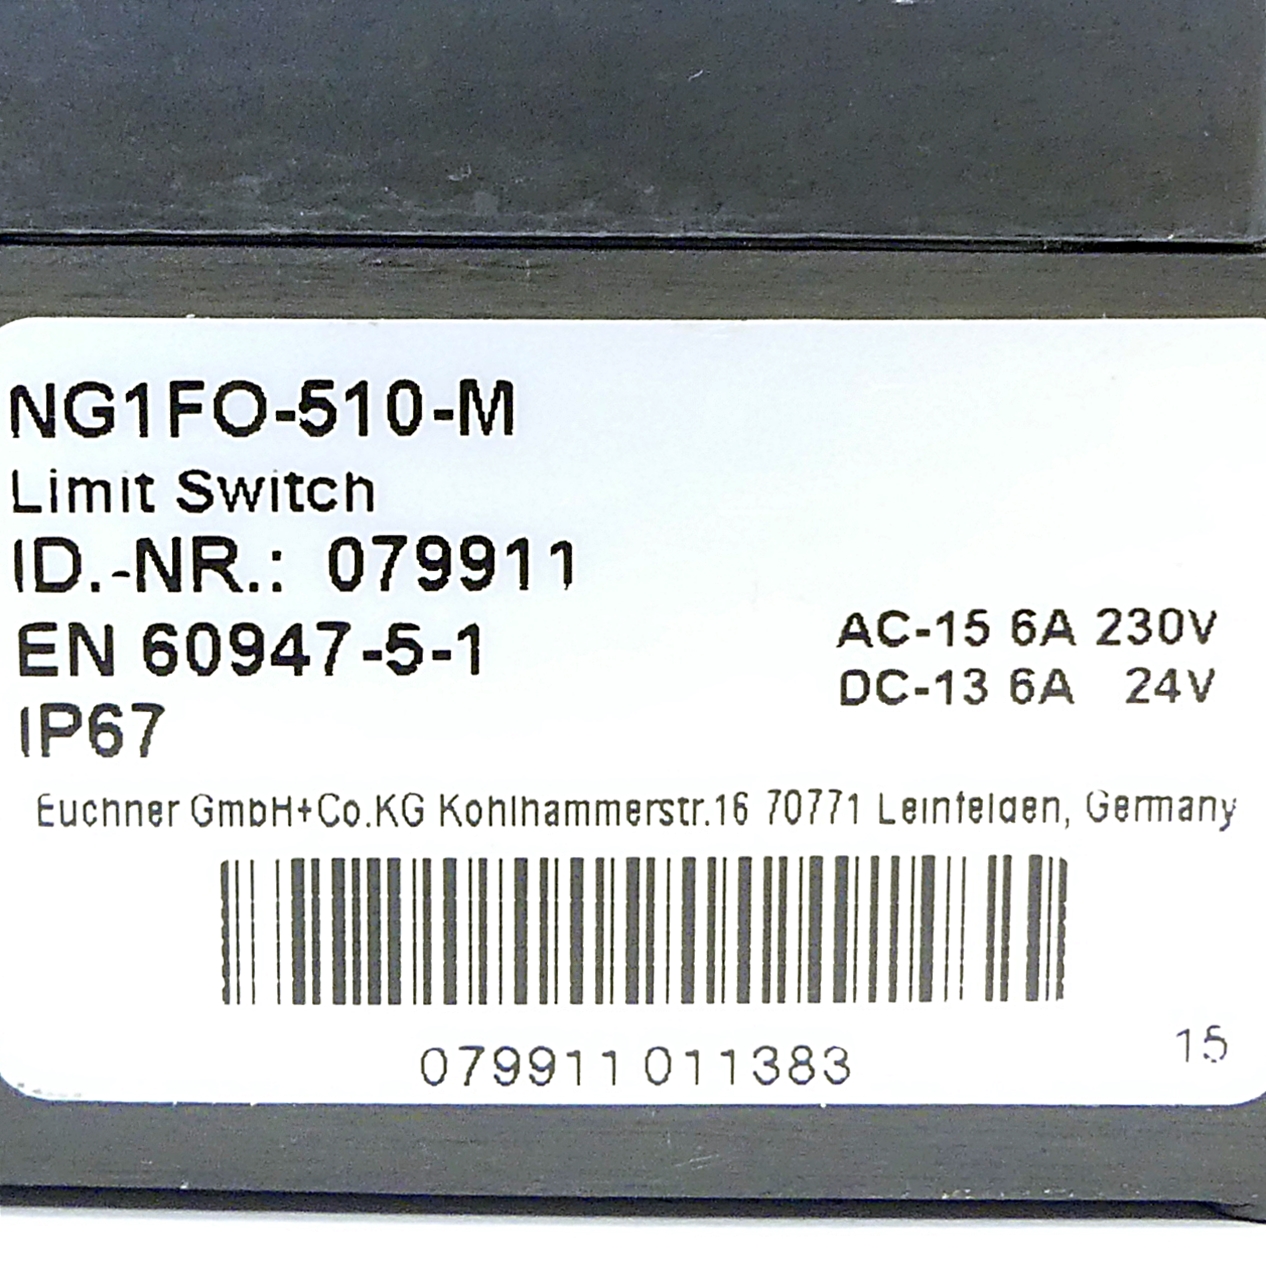 NG1FO-510-M
Limit Switch
ID.-NR.: 079911
EN 60947-5-1
IP67
AC-15 6A 230V
DC-13 6A 24V
Euchner GmbH+Co.KG Kohlhammerstr.16 70771 Leinfelden, Germany
079911 011383
15